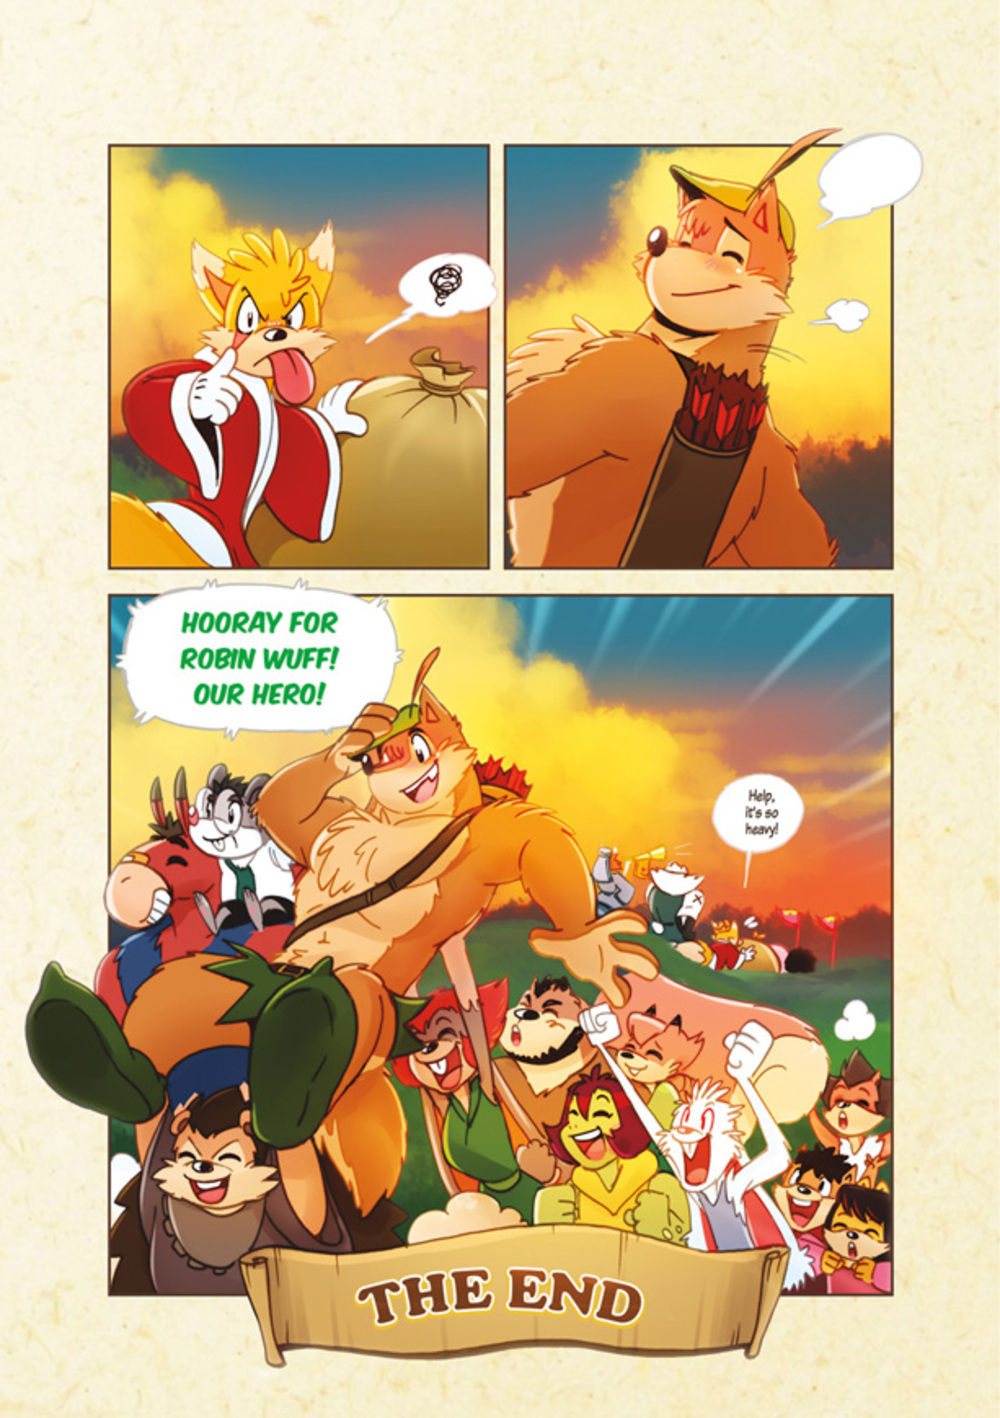 HOORAY FOR
ROBIN WUFF!
OUR HERO!
Help,
it's so
heavy!
THE END